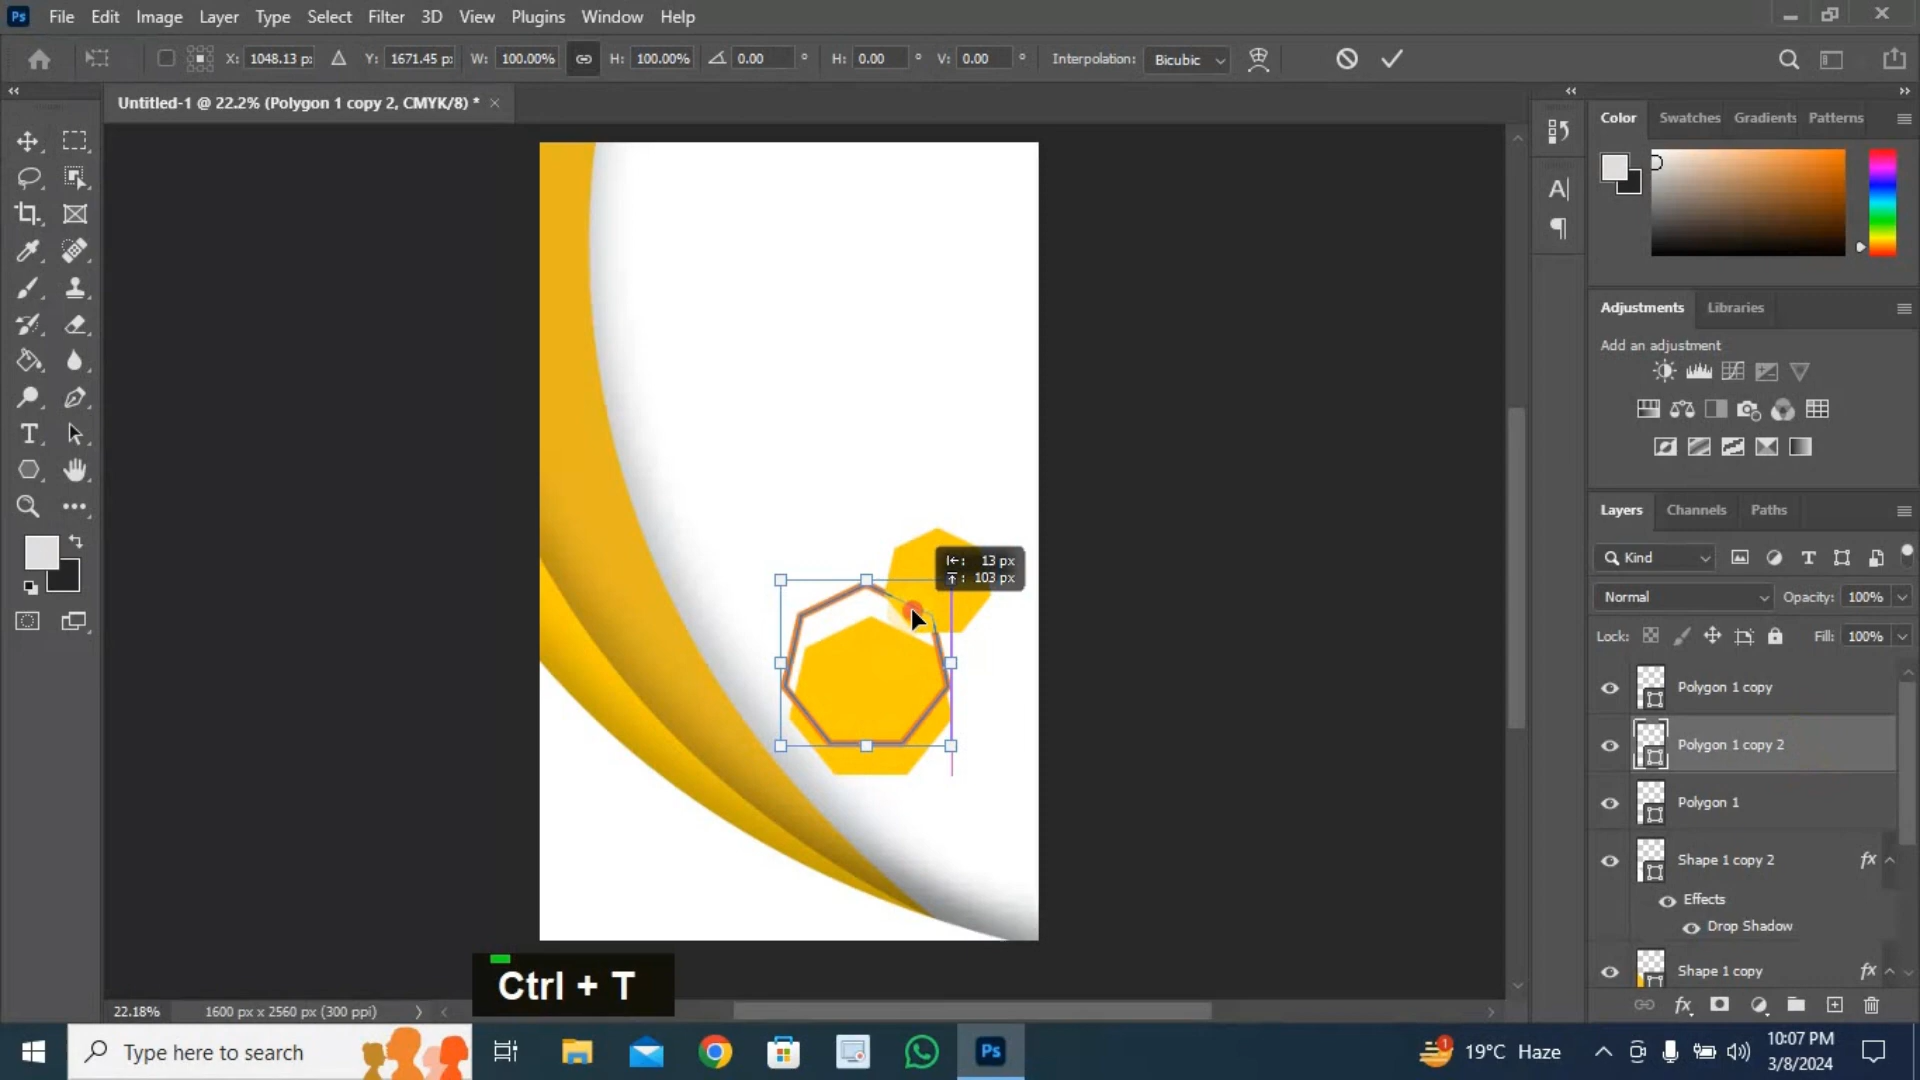 Ps File Edit Image Layer Type Select Filter 3D View Plugins Window Help
X: 1048.13 p: Y: 1671.45 p: W: 100.00% H: 100.00% 0.00 ° H: 0.00 ° V: 0.00 ° Interpolation: Bicubic
Untitled-1 @ 22.2% (Polygon 1 copy 2, CMYK/8) * ×
Color Swatches Gradients Patterns
Adjustments Libraries
Add an adjustment
Layers Channels Paths
Kind
Normal Opacity: 100%
Lock: Fill: 100%
Polygon 1 copy
Polygon 1 copy 2
Polygon 1
Shape 1 copy 2 fx
Effects
Drop Shadow
Shape 1 copy fx
13 px
103 px
Ctrl + T
22.18% 1600 px x 2560 px (300 ppi)
Type here to search
Ps
1 19°C Haze
10:07 PM
3/8/2024